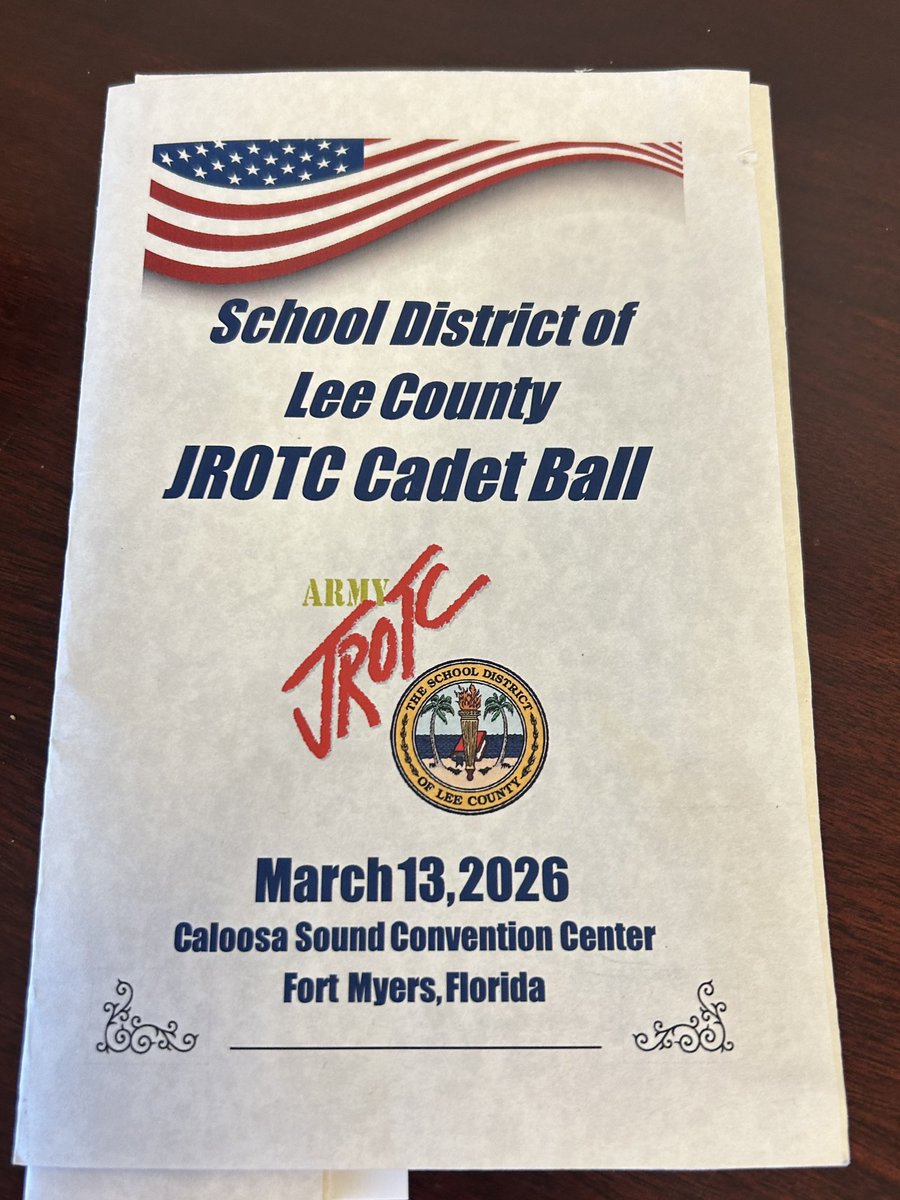 School District of
Lee County
JROTC Cadet Ball
ARMY
JROTC
THE SCHOOL DISTRICT
OF LEE COUNTY
March 13, 2026
Caloosa Sound Convention Center
Fort Myers, Florida